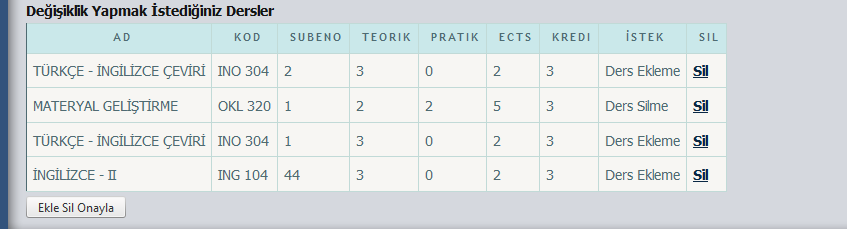 Değişiklik Yapmak İstediğiniz Dersler
AD KOD SUBENO TEORIK PRATIK ECTS KREDI İSTEK SIL
TÜRKÇE - İNGİLİZCE ÇEVİRİ INO 304 2 3 0 2 3 Ders Ekleme Sil
MATERYAL GELİŞTİRME OKL 320 1 2 2 5 3 Ders Silme Sil
TÜRKÇE - İNGİLİZCE ÇEVİRİ INO 304 1 3 0 2 3 Ders Ekleme Sil
İNGİLİZCE - II ING 104 44 3 0 2 3 Ders Ekleme Sil
Ekle Sil Onayla